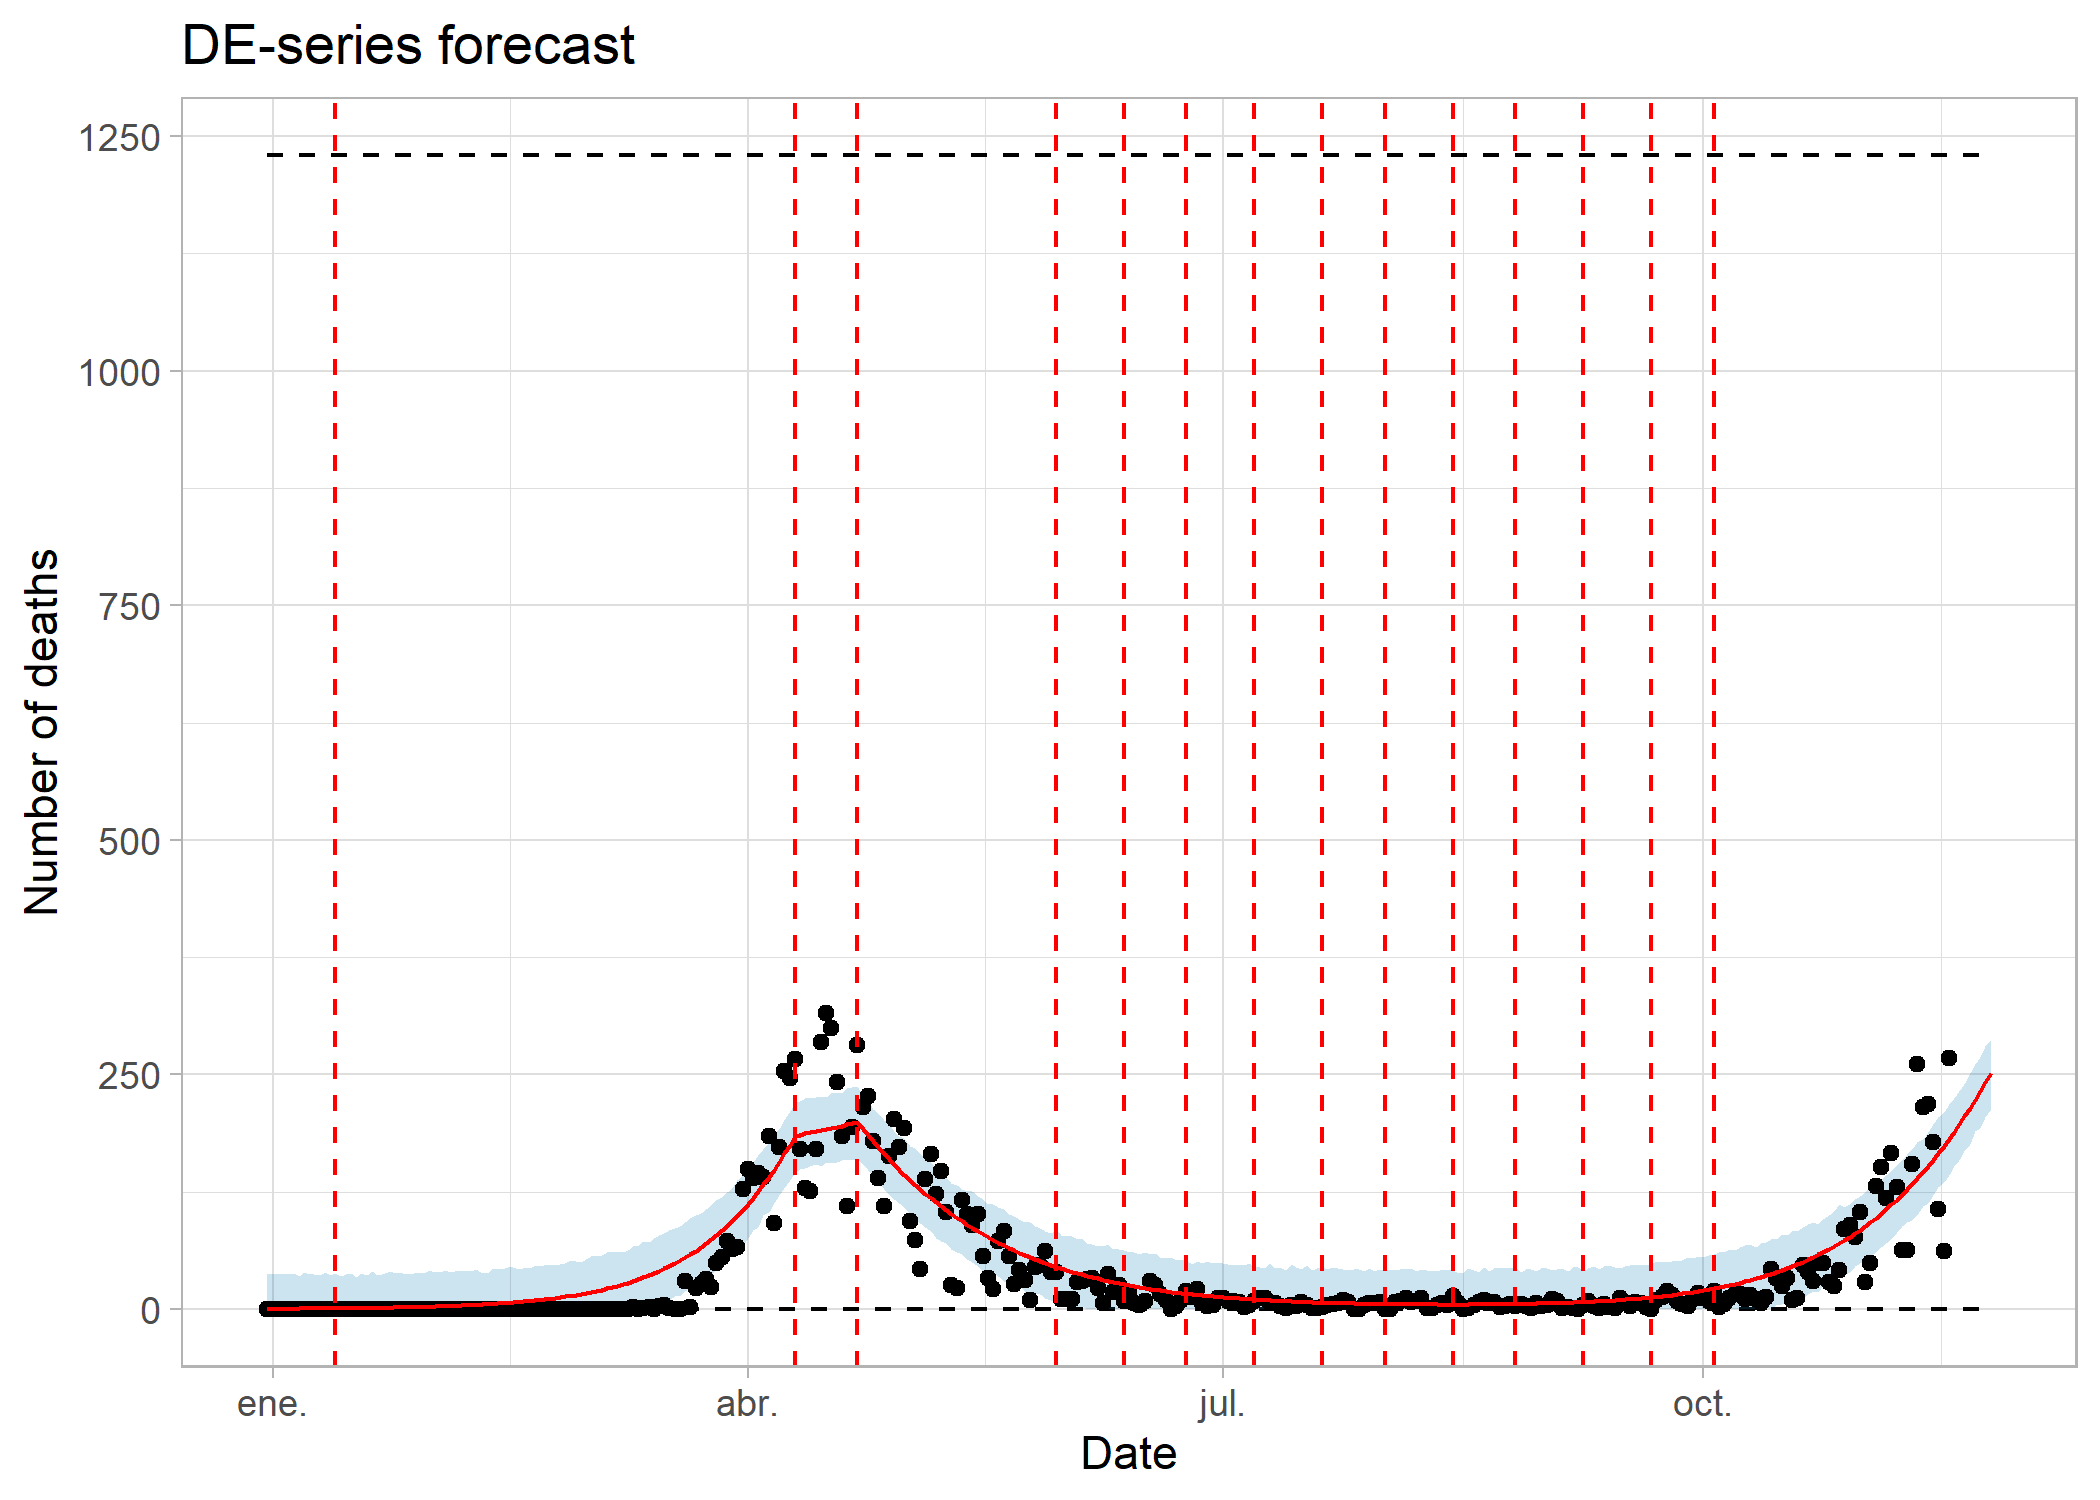 DE-series forecast
1250
1000
750
500
250
0
Number of deaths
ene.
abr.
jul.
oct.
Date